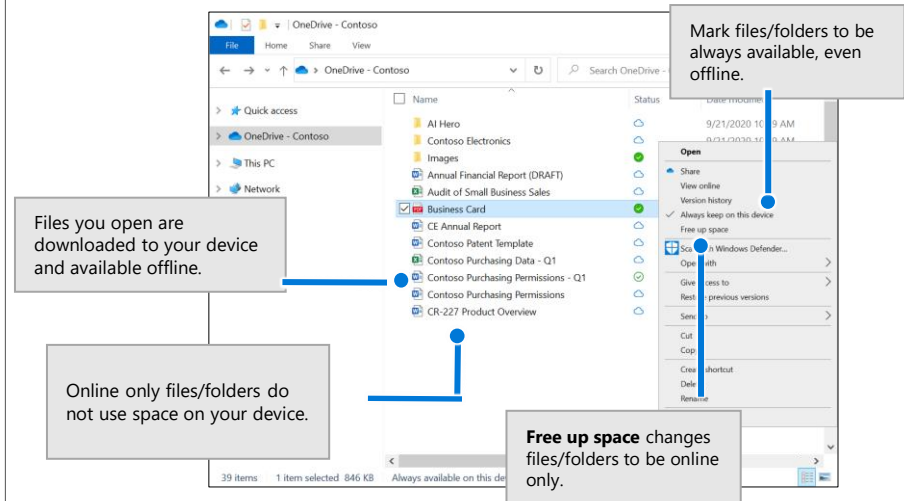 OneDrive - Contoso
File Home Share View
OneDrive - Contoso
Search OneDrive -
Mark files/folders to be
always available, even
offline.
Name Status
Quick access
OneDrive - Contoso
This PC
Network
AI Hero 9/21/2020 10
AM
Contoso Electronics 9/21/2020 10
AM
Images
Annual Financial Report (DRAFT)
Audit of Small Business Sales
Business Card
CE Annual Report
Contoso Patent Template
Contoso Purchasing Data - Q1
Contoso Purchasing Permissions - Q1
Contoso Purchasing Permissions
CR-227 Product Overview
Open
Share
View online
Version history
Always keep on this device
Free up space
Windows Defender...
Give
Restore previous versions
Cut
Rename
Files you open are
downloaded to your device
and available offline.
Online only files/folders do
not use space on your device.
Free up space changes
files/folders to be online
only.
39 items 1 item selected 846 KB Always available on this